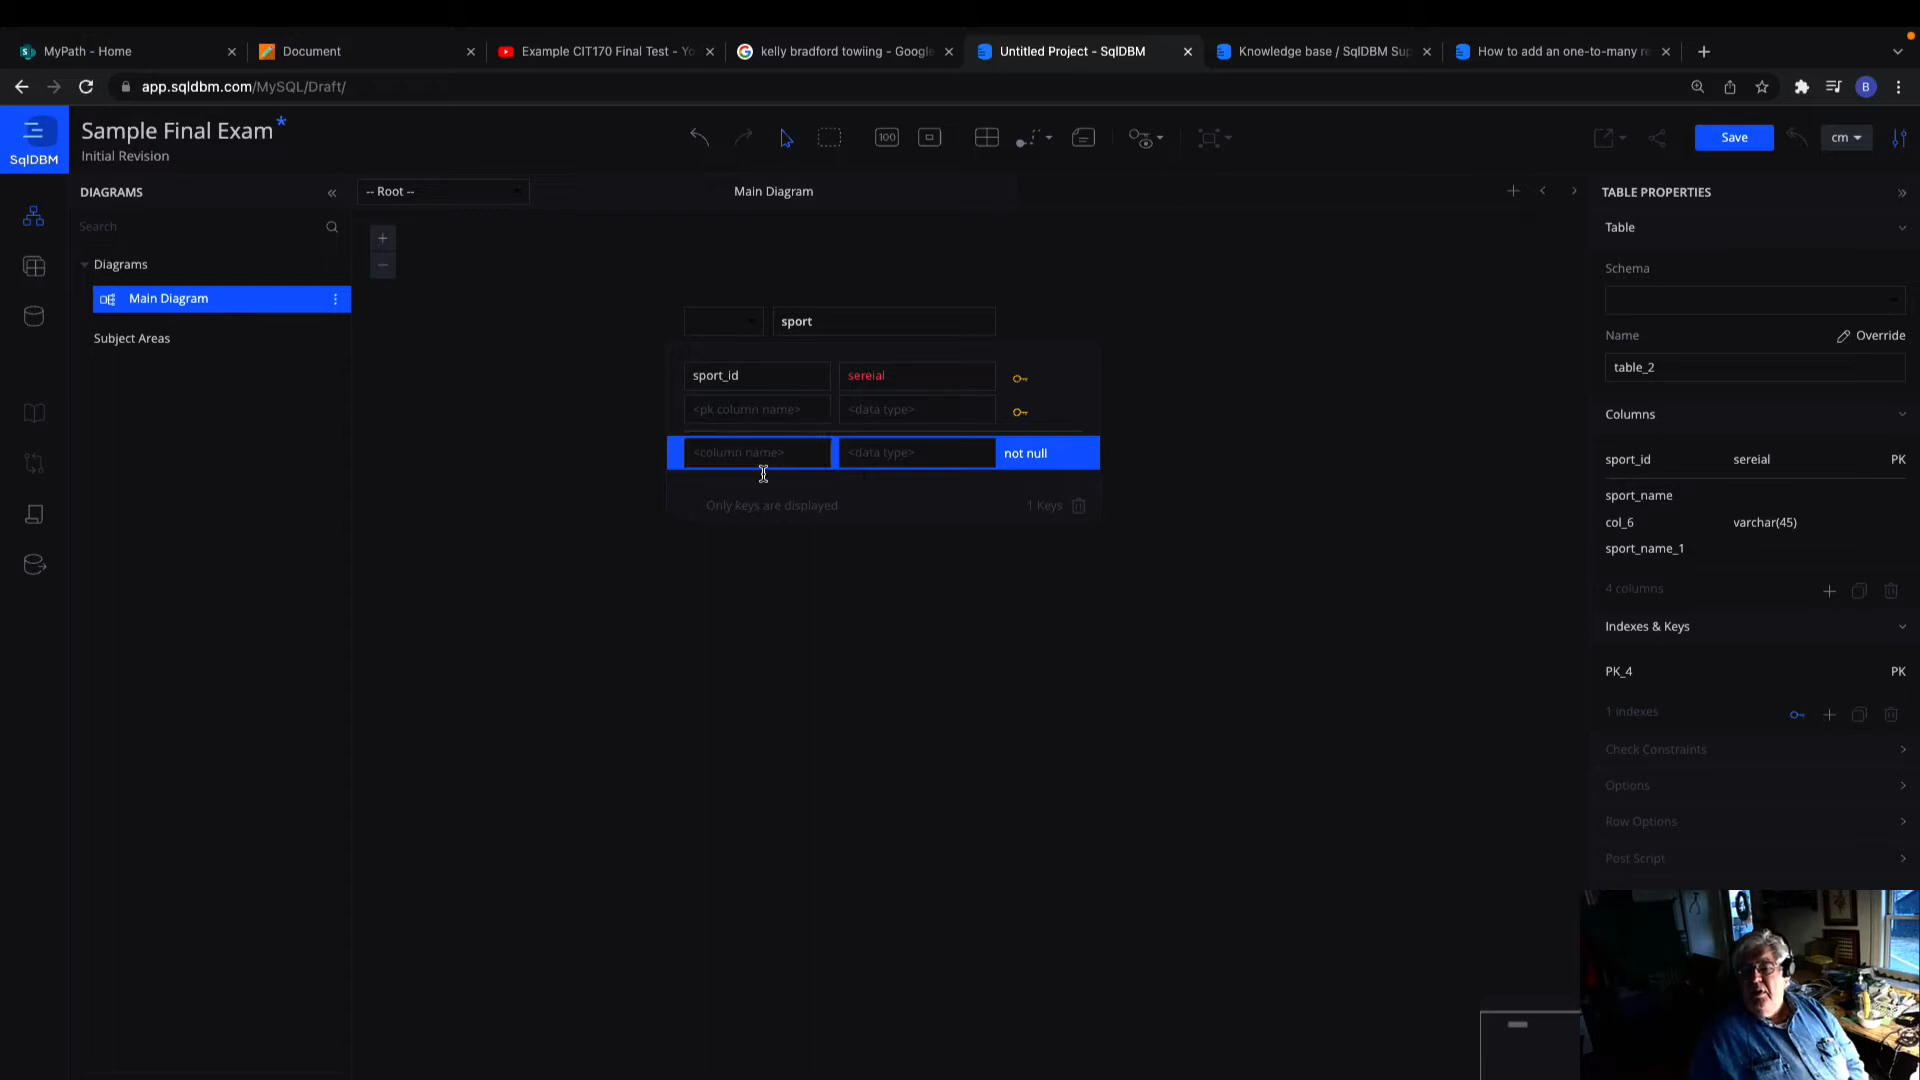 MyPath - Home
Document
Example CIT170 Final Test - Yo
kelly bradford towiing - Google
Untitled Project - SqlDBM
Knowledge base / SqlDBM Sup
How to add an one-to-many re
app.sqldbm.com/MySQL/Draft/
B
SqlDBM
Sample Final Exam*
Initial Revision
100
Save
cm
DIAGRAMS
Search
Diagrams
Main Diagram
Subject Areas
-- Root --
Main Diagram
sport
sport_id sereial
<pk column name> <data type>
<column name> <data type> not null
Only keys are displayed 1 Keys
TABLE PROPERTIES
Table
Schema
Name Override
table_2
Columns
sport_id sereial PK
sport_name
col_6 varchar(45)
sport_name_1
4 columns
Indexes & Keys
PK_4 PK
1 indexes
Check Constraints
Options
Row Options
Post Script